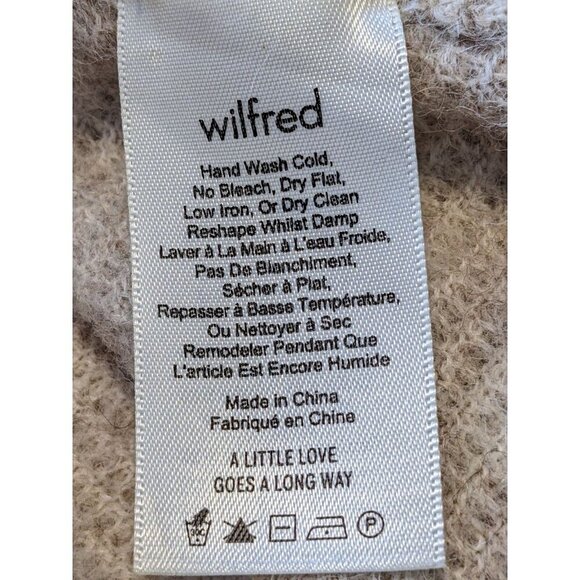 wilfred
Hand Wash Cold,
No Bleach, Dry Flat,
Low Iron, Or Dry Clean
Reshape Whilst Damp
Laver à La Main à L'eau Froide,
Pas De Blanchiment,
Sécher à Plat,
Repasser à Basse Température,
Ou Nettoyer à Sec
Remodeler Pendant Que
L'article Est Encore Humide
Made in China
Fabriqué en Chine
A LITTLE LOVE
GOES A LONG WAY
P